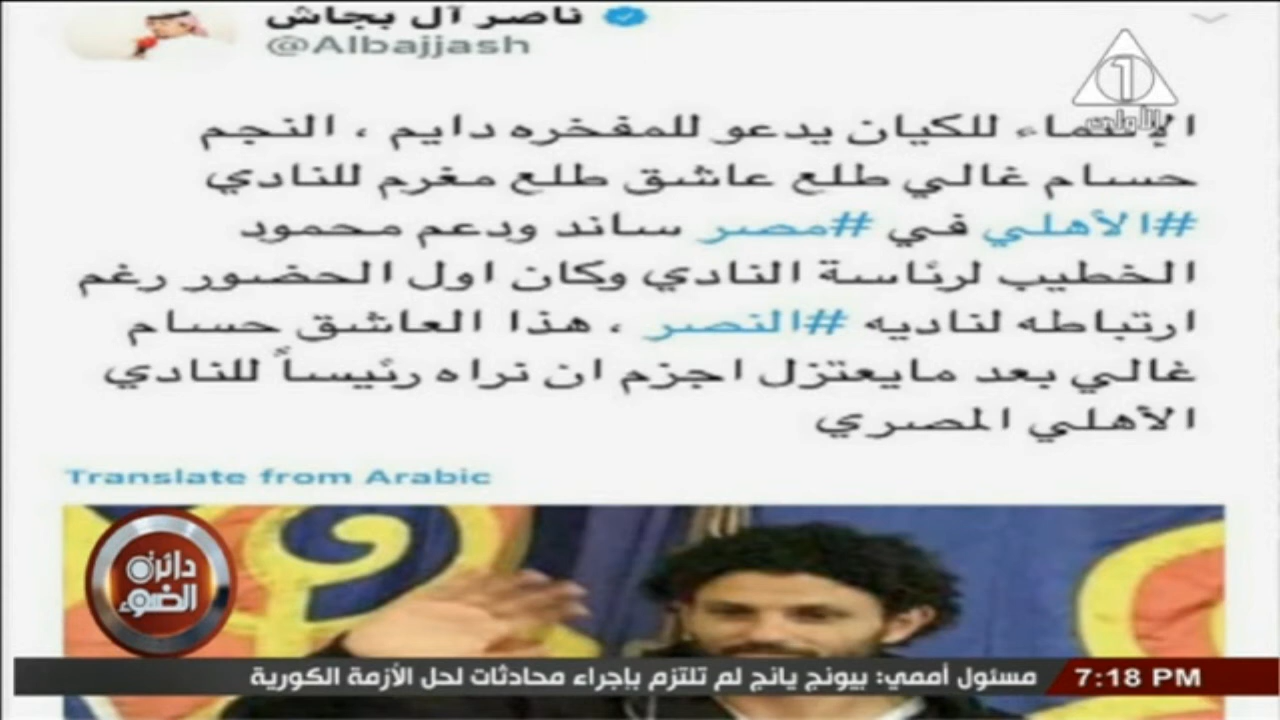 ناصر آل بجاش
@Albajjash
الأولى
الإنتماء للكيان يدعو للمفخره دايم ، النجم
حسام غالي طلع عاشق طلع مغرم للنادي
#الأهلي في #مصر ساند ودعم محمود
الخطيب لرئاسة النادي وكان اول الحضور رغم
ارتباطه لناديه #النصر ، هذا العاشق حسام
غالي بعد مايعتزل اجزم ان نراه رئيساً للنادي
الأهلي المصري
Translate from Arabic
دائرة
الضوء
7:18 PM مسئول أممي: بيونج يانج لم تلتزم بإجراء محادثات لحل الأزمة الكورية